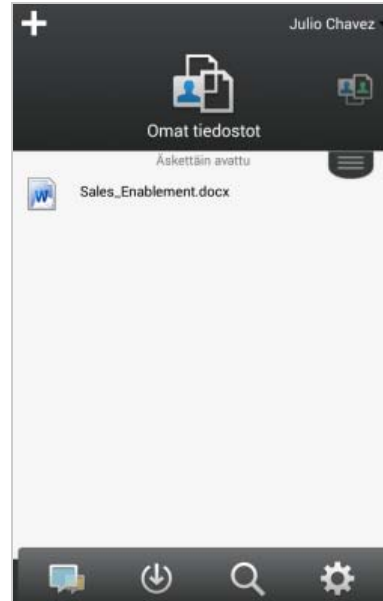 Julio Chavez
Omat tiedostot
Äskettäin avattu
Sales_Enablement.docx